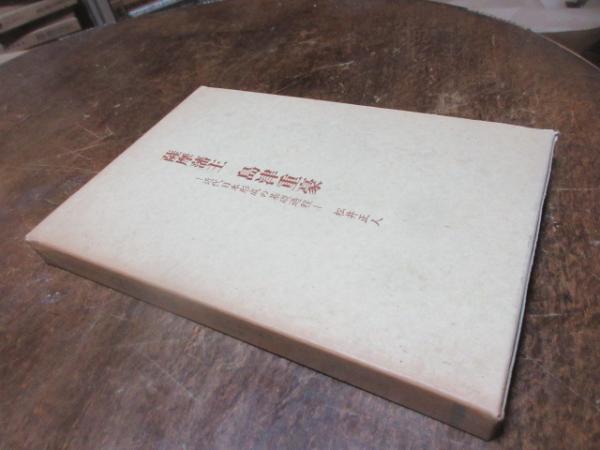 薩摩藩主 島津重豪
―近代日本形成の基礎過程―
松井正人